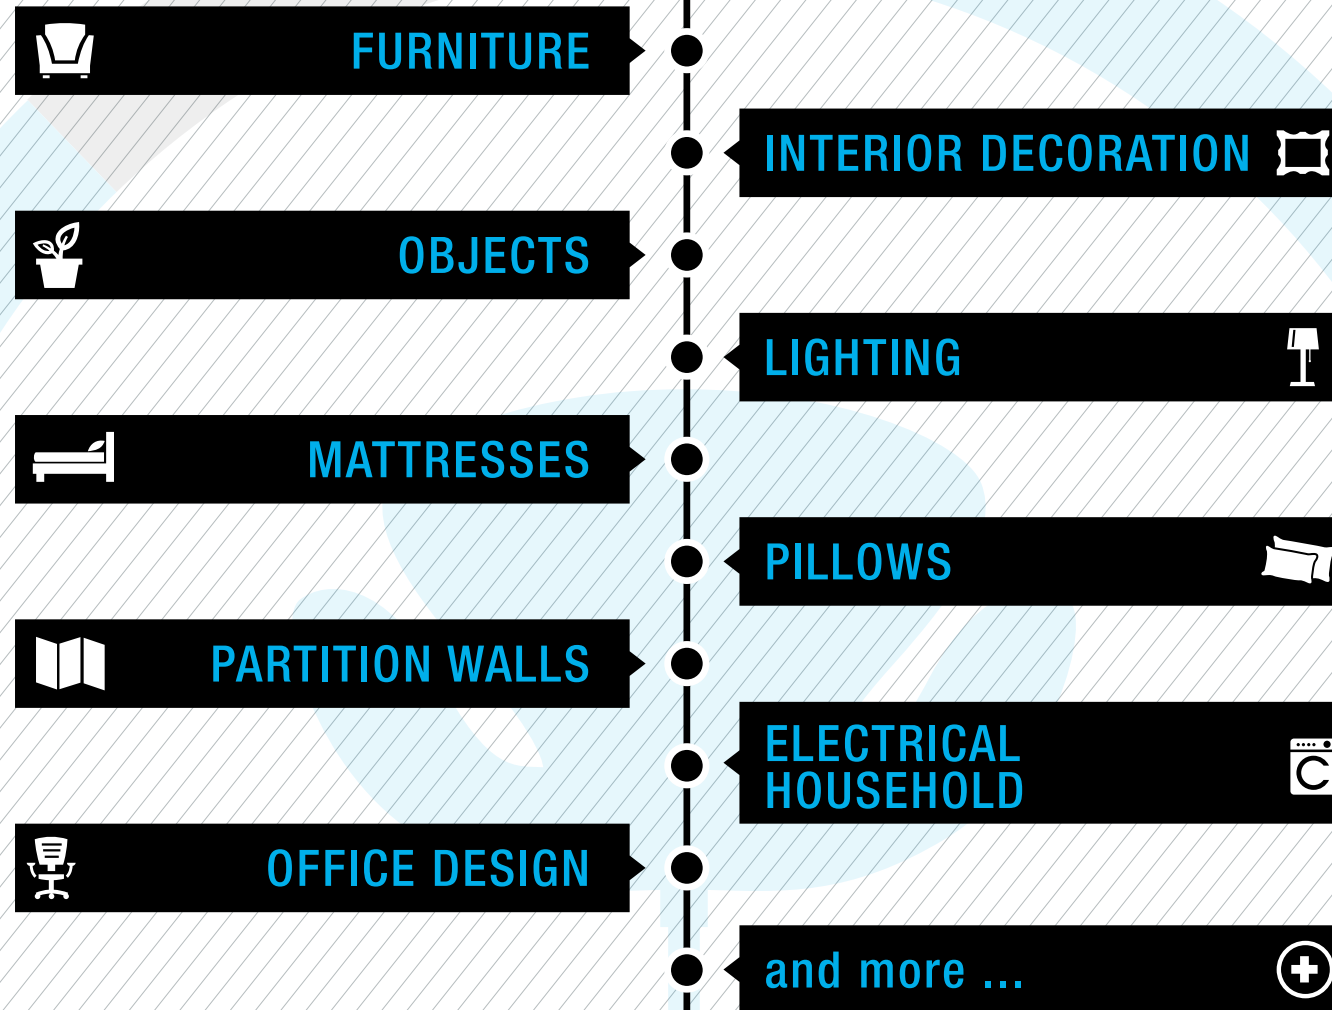 FURNITURE
INTERIOR DECORATION
OBJECTS
LIGHTING
MATTRESSES
PILLOWS
PARTITION WALLS
ELECTRICAL
HOUSEHOLD
OFFICE DESIGN
and more ...